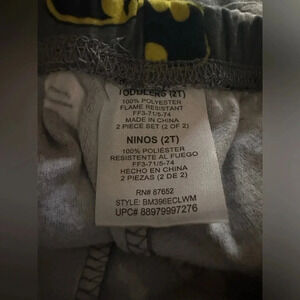 TODDLERS (2T)
100% POLYESTER
FLAME RESISTANT
FF3-71/5-74
MADE IN CHINA
2 PIECE SET (2 OF 2)
NINOS (2T)
100% POLIÉSTER
RESISTENTE AL FUEGO
FF3-71/5-74
HECHO EN CHINA
2 PIEZAS (2 DE 2)
RN# 87652
STYLE: BM396ECLWM
UPC# 88979997276